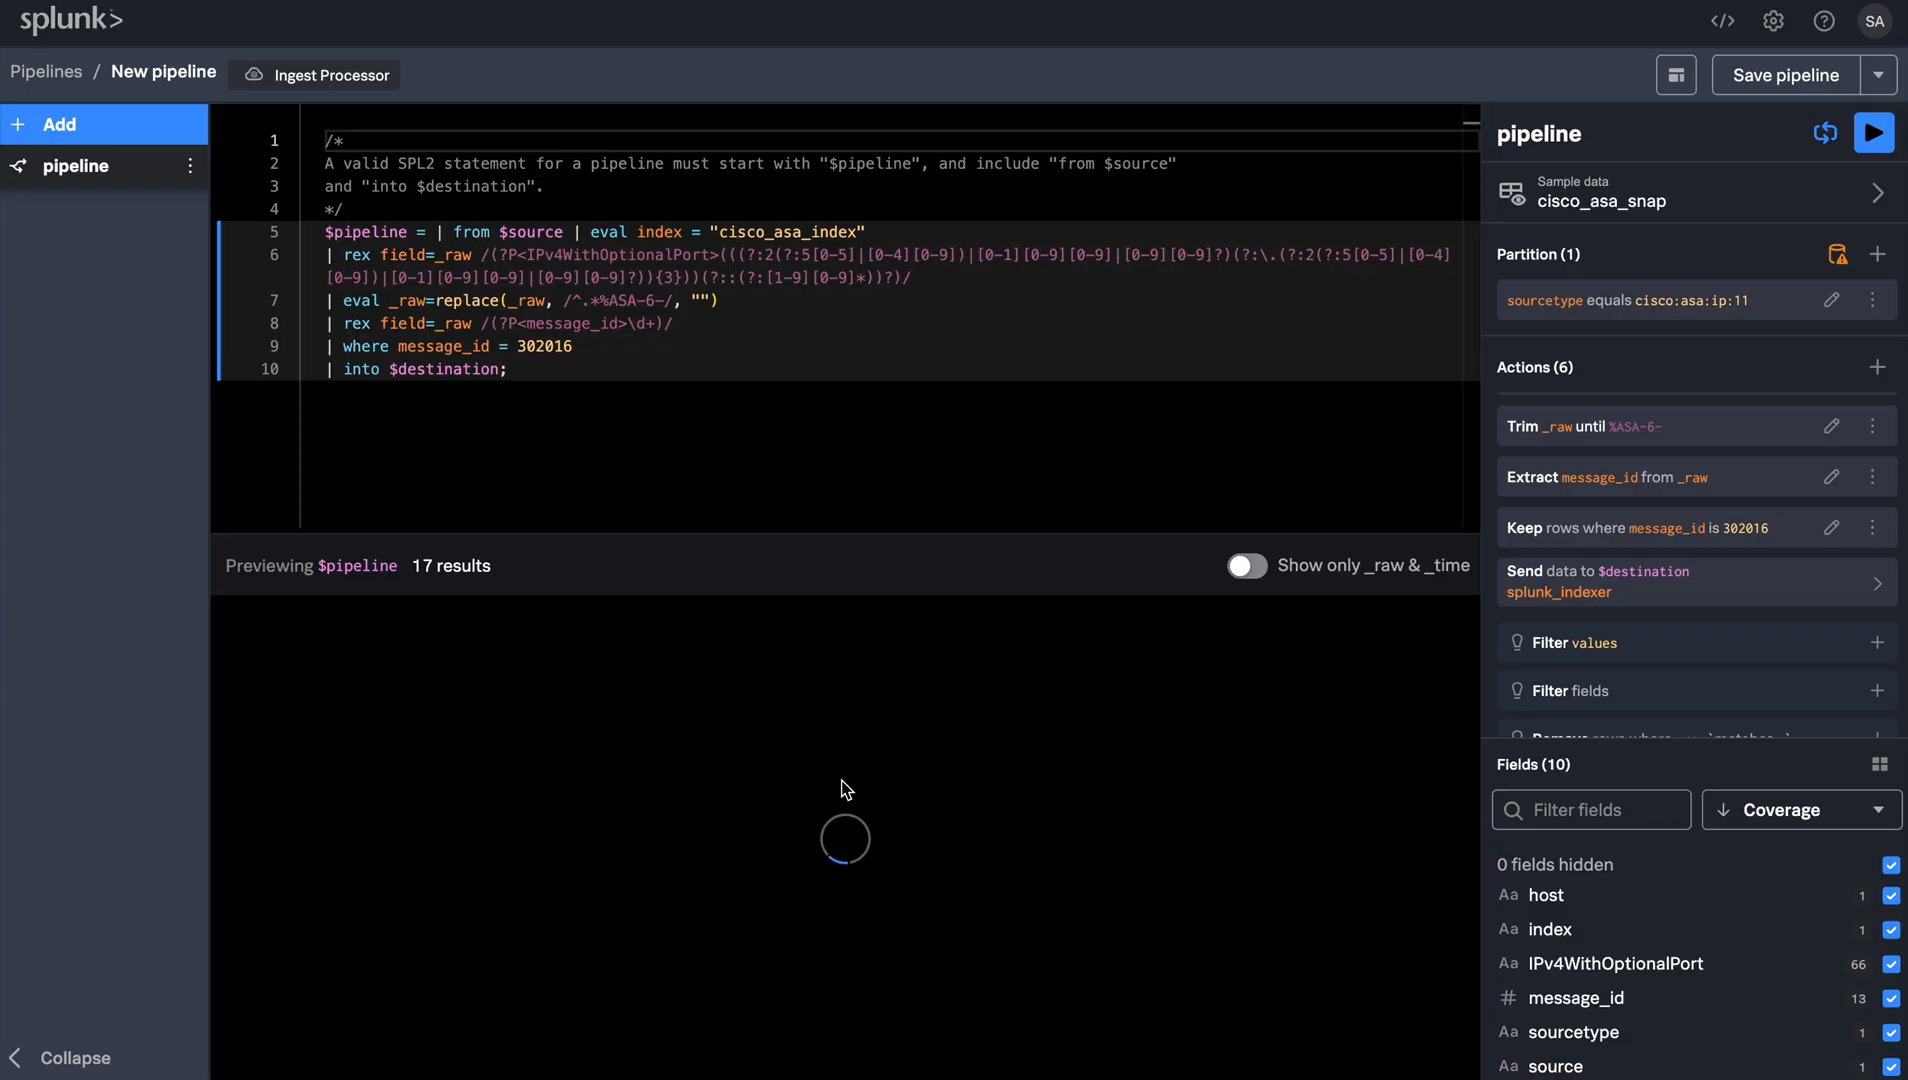 splunk>
SA
Pipelines / New pipeline
Ingest Processor
Save pipeline
+ Add
pipeline
1 /*
2 A valid SPL2 statement for a pipeline must start with "$pipeline", and include "from $source"
3 and "into $destination".
4 */
5 $pipeline = | from $source | eval index = "cisco_asa_index"
6 | rex field=_raw /(?P<IPv4WithOptionalPort>(((?:2(?:5[0-5]|[0-4][0-9])|[0-1][0-9][0-9]|[0-9][0-9]?)(?:\.(?:2(?:5[0-5]|[0-4]
[0-9])|[0-1][0-9][0-9]|[0-9][0-9]?)){3}))(?::(?:[1-9][0-9]*))?)/
7 | eval _raw=replace(_raw, /^.*%ASA-6-/, "")
8 | rex field=_raw /(?P<message_id>\d+)/
9 | where message_id = 302016
10 | into $destination;
Previewing $pipeline 17 results
Show only _raw & _time
Collapse
pipeline
Sample data
cisco_asa_snap
Partition (1)
sourcetype equals cisco:asa:ip:11
Actions (6)
Trim _raw until %ASA-6-
Extract message_id from _raw
Keep rows where message_id is 302016
Send data to $destination
splunk_indexer
Filter values
Filter fields
Fields (10)
Filter fields
Coverage
0 fields hidden
Aa host 1
Aa index 1
Aa IPv4WithOptionalPort 66
# message_id 13
Aa sourcetype 1
Aa source 1